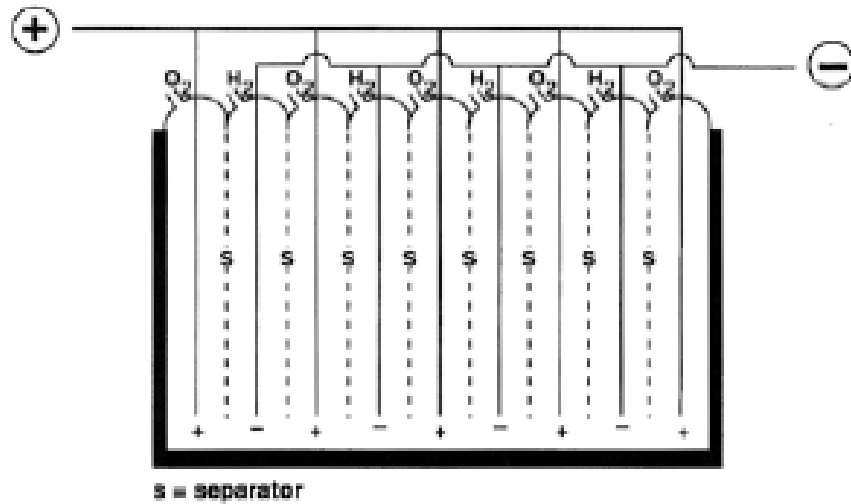 +
−
O2 H2 O2 H2 O2 H2 O2 H2 O2
S S S S S S S S
+ − + − + − + − +
s = separator